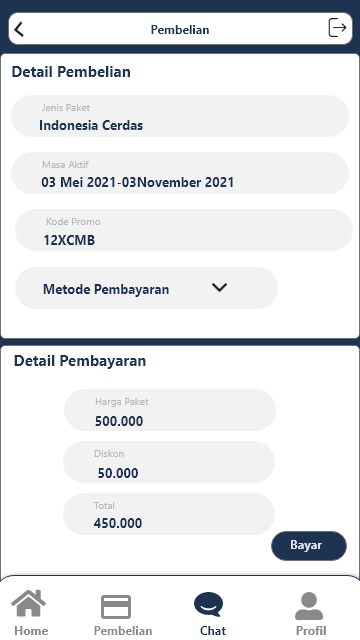 Pembelian
Detail Pembelian
Jenis Paket
Indonesia Cerdas
Masa Aktif
03 Mei 2021-03November 2021
Kode Promo
12XCMB
Metode Pembayaran
Detail Pembayaran
Harga Paket
500.000
Diskon
50.000
Total
450.000
Bayar
Home Pembelian Chat Profil